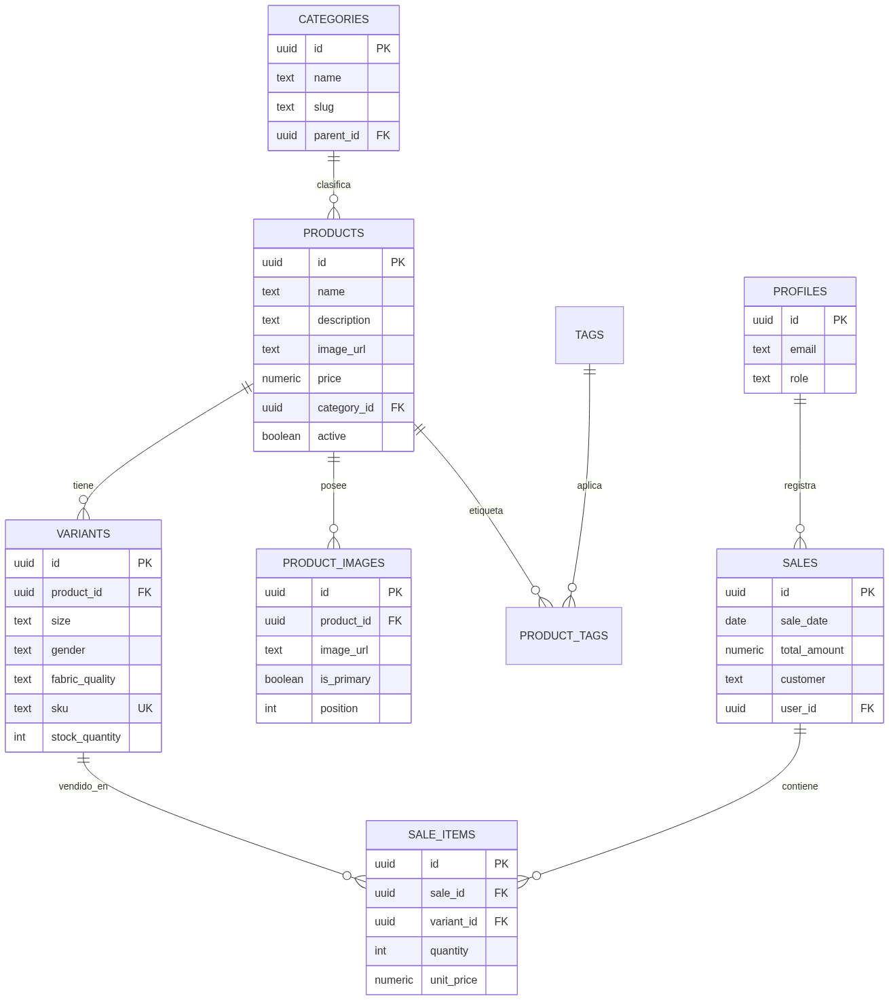 CATEGORIES
uuid id PK
text name
text slug
uuid parent_id FK
clasifica
PRODUCTS
uuid id PK
text name
text description
text image_url
numeric price
uuid category_id FK
boolean active
TAGS
PROFILES
uuid id PK
text email
text role
tiene
posee
etiqueta
aplica
registra
VARIANTS
uuid id PK
uuid product_id FK
text size
text gender
text fabric_quality
text sku UK
int stock_quantity
PRODUCT_IMAGES
uuid id PK
uuid product_id FK
text image_url
boolean is_primary
int position
PRODUCT_TAGS
SALES
uuid id PK
date sale_date
numeric total_amount
text customer
uuid user_id FK
vendido_en
contiene
SALE_ITEMS
uuid id PK
uuid sale_id FK
uuid variant_id FK
int quantity
numeric unit_price